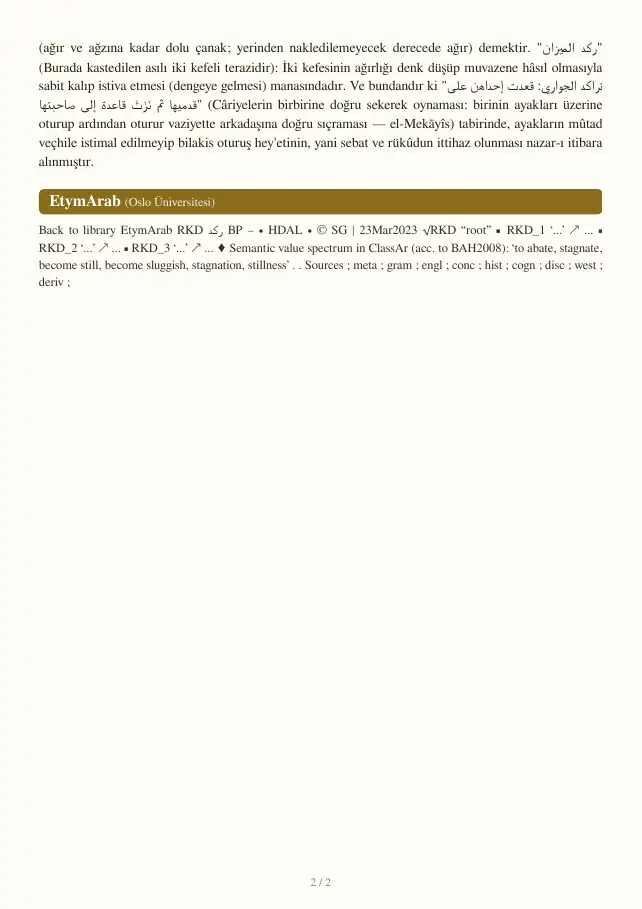 (ağır ve ağzına kadar dolu çanak; yerinden nakledilemeyecek derecede ağır) demektir. "ركد الميزان"
(Burada kastedilen asılı iki kefeli terazidir): İki kefesinin ağırlığı denk düşüp muvazene hâsıl olmasıyla
sabit kalıp istiva etmesi (dengeye gelmesi) manasındadır. Ve bundandır ki "تراكد الجوارى: قعدت إحداهن على
قدميها ثم نَزَتْ قاعدة إلى صاحبتها" (Câriyelerin birbirine doğru sekerek oynaması: birinin ayakları üzerine
oturup ardından oturur vaziyette arkadaşına doğru sıçraması — el-Mekāyîs) tabirinde, ayakların mûtad
veçhile istimal edilmeyip bilakis oturuş hey'etinin, yani sebat ve rükûdun ittihaz olunması nazar-ı itibara
alınmıştır.
EtymArab (Oslo Üniversitesi)
Back to library EtymArab RKD ركد BP – • HDAL • © SG | 23Mar2023 √RKD “root” ▪ RKD_1 ‘...’ ↗ ... ▪
RKD_2 ‘...’ ↗ ... ▪ RKD_3 ‘...’ ↗ ... ♦ Semantic value spectrum in ClassAr (acc. to BAH2008): ‘to abate, stagnate,
become still, become sluggish, stagnation, stillness’ . . Sources ; meta ; gram ; engl ; conc ; hist ; cogn ; disc ; west ;
deriv ;
2 / 2